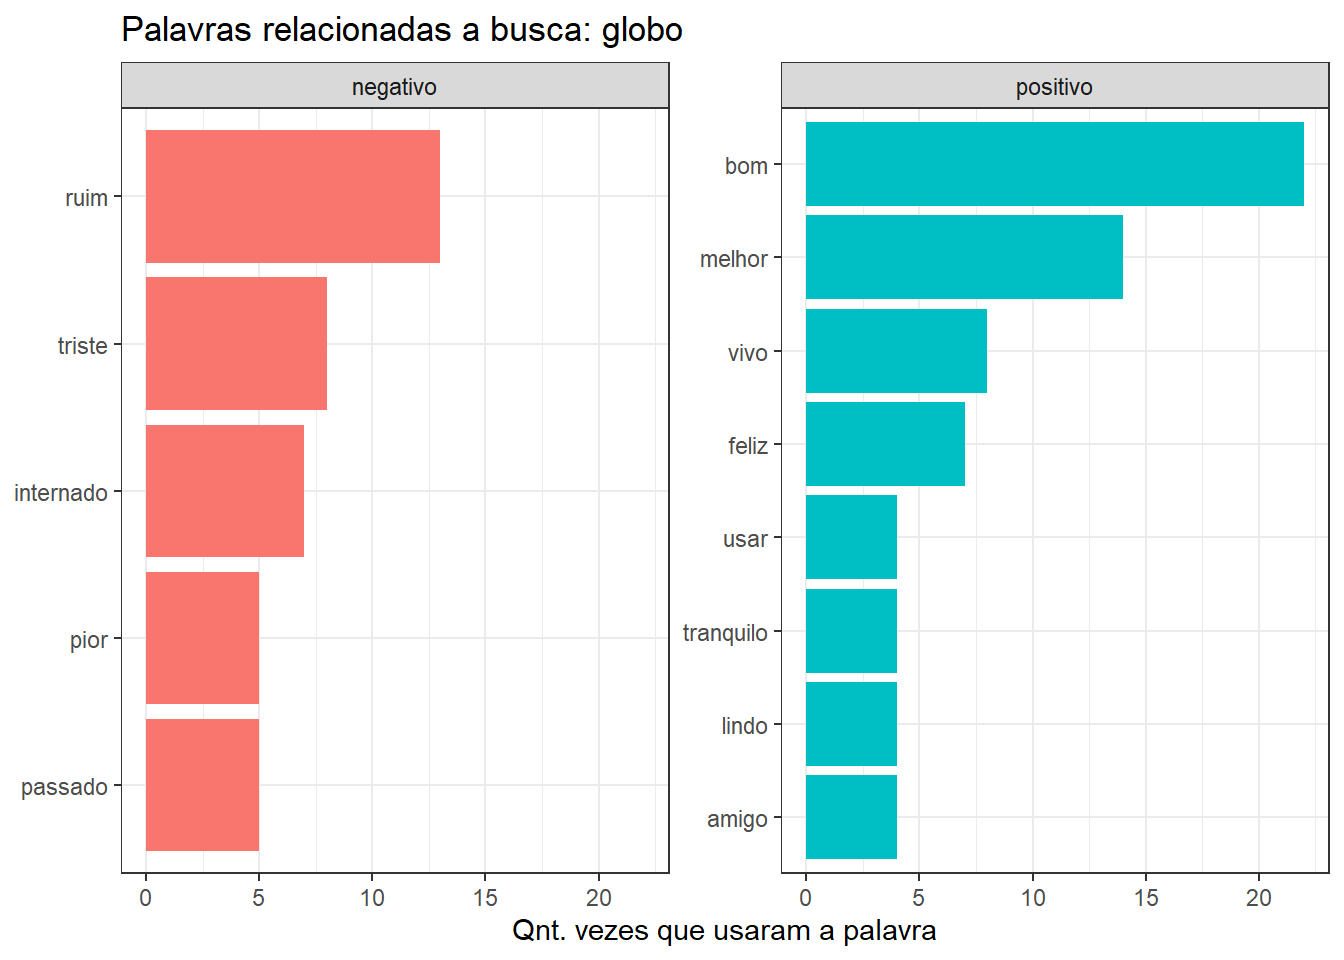 Palavras relacionadas a busca: globo
negativo
ruim
triste
internado
pior
passado
0 5 10 15 20
positivo
bom
melhor
vivo
feliz
usar
tranquilo
lindo
amigo
0 5 10 15 20
Qnt. vezes que usaram a palavra